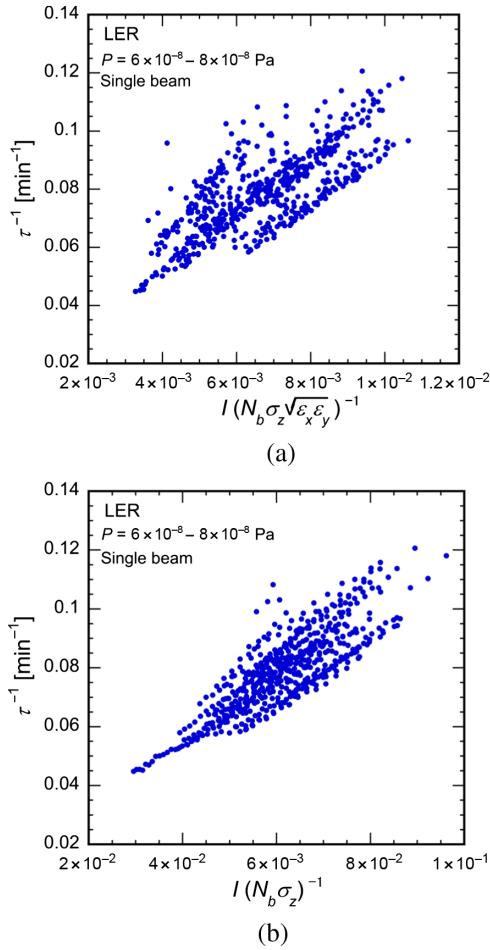 (a)
0.14
LER
P = 6×10⁻⁸ – 8×10⁻⁸ Pa
Single beam
0.12
0.1
0.08
0.06
0.04
0.02
τ⁻¹ [min⁻¹]
2×10⁻³ 4×10⁻³ 6×10⁻³ 8×10⁻³ 1×10⁻² 1.2×10⁻²
I (N_b σ_z √ε_x ε_y)⁻¹
(a)
0.14
LER
P = 6×10⁻⁸ – 8×10⁻⁸ Pa
Single beam
0.12
0.1
0.08
0.06
0.04
0.02
τ⁻¹ [min⁻¹]
2×10⁻² 4×10⁻² 6×10⁻³ 8×10⁻² 1×10⁻¹
I (N_b σ_z)⁻¹
(b)